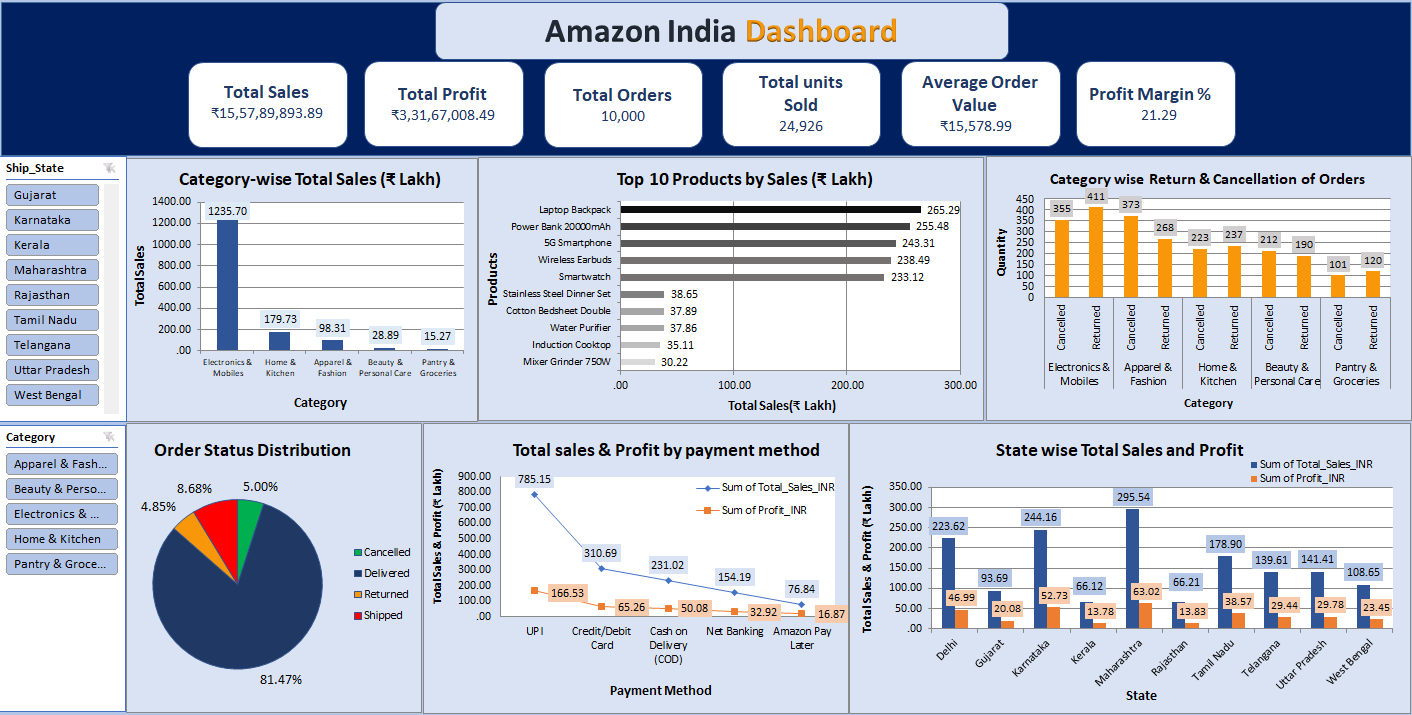 Amazon India Dashboard
Total Sales
₹15,57,89,893.89
Total Profit
₹3,31,67,008.49
Total Orders
10,000
Total units
Sold
24,926
Average Order
Value
₹15,578.99
Profit Margin %
21.29
Ship_State
Gujarat
Karnataka
Kerala
Maharashtra
Rajasthan
Tamil Nadu
Telangana
Uttar Pradesh
West Bengal
Category-wise Total Sales (₹ Lakh)
Total Sales
1400.00
1200.00
1000.00
800.00
600.00
400.00
200.00
.00
1235.70
179.73
98.31
28.89
15.27
Electronics &
Mobiles
Home &
Kitchen
Apparel &
Fashion
Beauty &
Personal Care
Pantry &
Groceries
Category
Top 10 Products by Sales (₹ Lakh)
Products
Laptop Backpack 265.29
Power Bank 20000mAh 255.48
5G Smartphone 243.31
Wireless Earbuds 238.49
Smartwatch 233.12
Stainless Steel Dinner Set 38.65
Cotton Bedsheet Double 37.89
Water Purifier 37.86
Induction Cooktop 35.11
Mixer Grinder 750W 30.22
.00 100.00 200.00 300.00
Total Sales(₹ Lakh)
Category wise Return & Cancellation of Orders
Quantity
450
400
350
300
250
200
150
100
50
0
355
411
373
268
223
237
212
190
101
120
Cancelled
Returned
Cancelled
Returned
Cancelled
Returned
Cancelled
Returned
Cancelled
Returned
Electronics &
Mobiles
Apparel &
Fashion
Home &
Kitchen
Beauty &
Personal Care
Pantry &
Groceries
Category
Category
Apparel & Fash...
Beauty & Perso...
Electronics & ...
Home & Kitchen
Pantry & Groce...
Order Status Distribution
5.00%
8.68%
4.85%
81.47%
Cancelled
Delivered
Returned
Shipped
Total sales & Profit by payment method
Total Sales & Profit (₹ Lakh)
900.00
800.00
700.00
600.00
500.00
400.00
300.00
200.00
100.00
.00
Sum of Total_Sales_INR
Sum of Profit_INR
785.15
310.69
231.02
154.19
76.84
166.53
65.26
50.08
32.92
16.87
UPI
Credit/Debit
Card
Cash on
Delivery
(COD)
Net Banking
Amazon Pay
Later
Payment Method
State wise Total Sales and Profit
Sum of Total_Sales_INR
Sum of Profit_INR
Total Sales & Profit (₹ Lakh)
350.00
300.00
250.00
200.00
150.00
100.00
50.00
.00
223.62
46.99
93.69
20.08
244.16
52.73
66.12
13.78
295.54
63.02
66.21
13.83
178.90
38.57
139.61
29.44
141.41
29.78
108.65
23.45
Delhi
Gujarat
Karnataka
Kerala
Maharashtra
Rajasthan
Tamil Nadu
Telangana
Uttar Pradesh
West Bengal
State